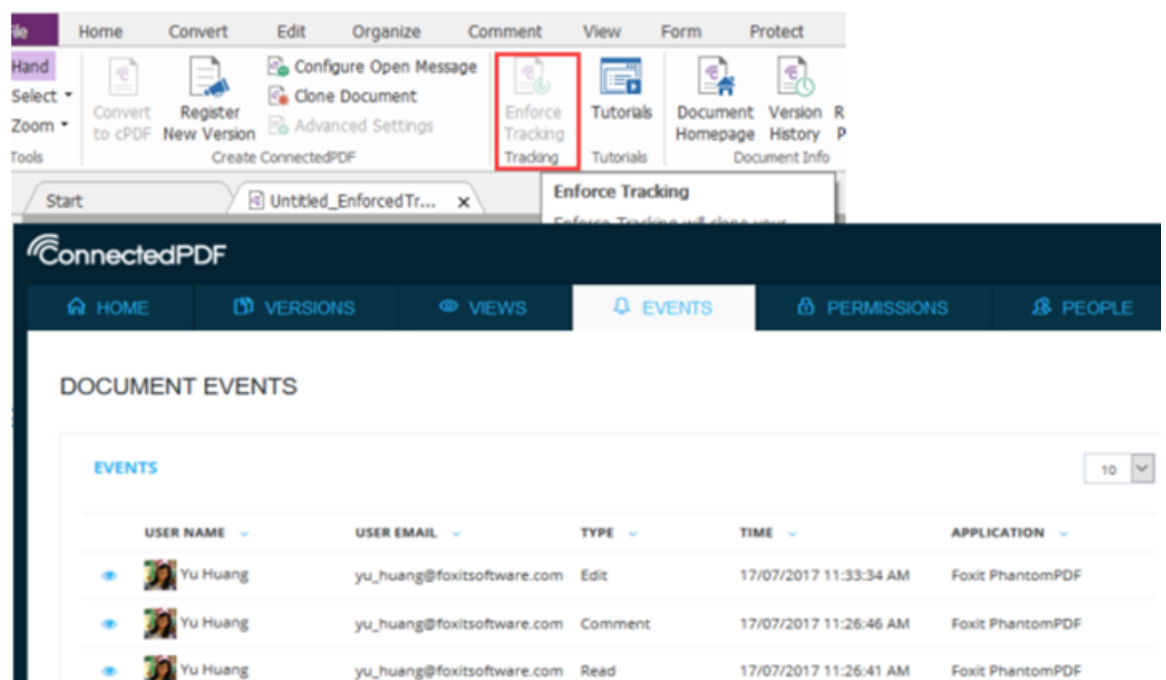 ile Home Convert Edit Organize Comment View Form Protect
Hand
Select
Zoom
Tools
Convert
to cPDF
Register
New Version
Configure Open Message
Clone Document
Advanced Settings
Create ConnectedPDF
Enforce
Tracking
Tracking
Tutorials
Tutorials
Document
Homepage
Version
History
R
P
Document Info
Start
Untitled_EnforcedTr... x
Enforce Tracking
Enforce Tracking will clone your
ConnectedPDF
HOME VERSIONS VIEWS EVENTS PERMISSIONS PEOPLE
DOCUMENT EVENTS
EVENTS
10
USER NAME USER EMAIL TYPE TIME APPLICATION
Yu Huang yu_huang@foxitsoftware.com Edit 17/07/2017 11:33:34 AM Foxit PhantomPDF
Yu Huang yu_huang@foxitsoftware.com Comment 17/07/2017 11:26:46 AM Foxit PhantomPDF
Yu Huang yu_huang@foxitsoftware.com Read 17/07/2017 11:26:41 AM Foxit PhantomPDF